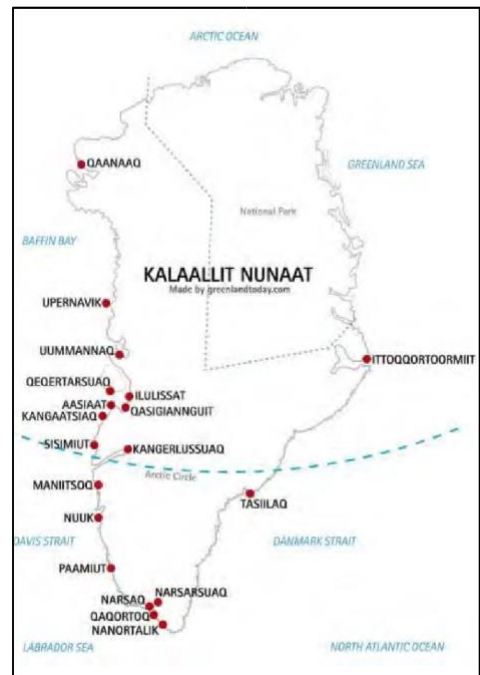 ARCTIC OCEAN
QAANAAQ
GREENLAND SEA
National Park
BAFFIN BAY
KALAALLIT NUNAAT
Made by greenlandtoday.com
UPERNAVIK
UUMMANNAQ
ITTOQQORTOORMIIT
QEQERTARSUAQ
ILULISSAT
AASIAAT
QASIGIANNGUIT
KANGAATSIAQ
SISIMIUT
KANGERLUSSUAQ
Arctic Circle
MANIITSOQ
TASIILAQ
NUUK
DAVIS STRAIT
DANMARK STRAIT
PAAMIUT
NARSARSUAQ
NARSAQ
QAQORTOQ
NANORTALIK
LABRADOR SEA
NORTH ATLANTIC OCEAN